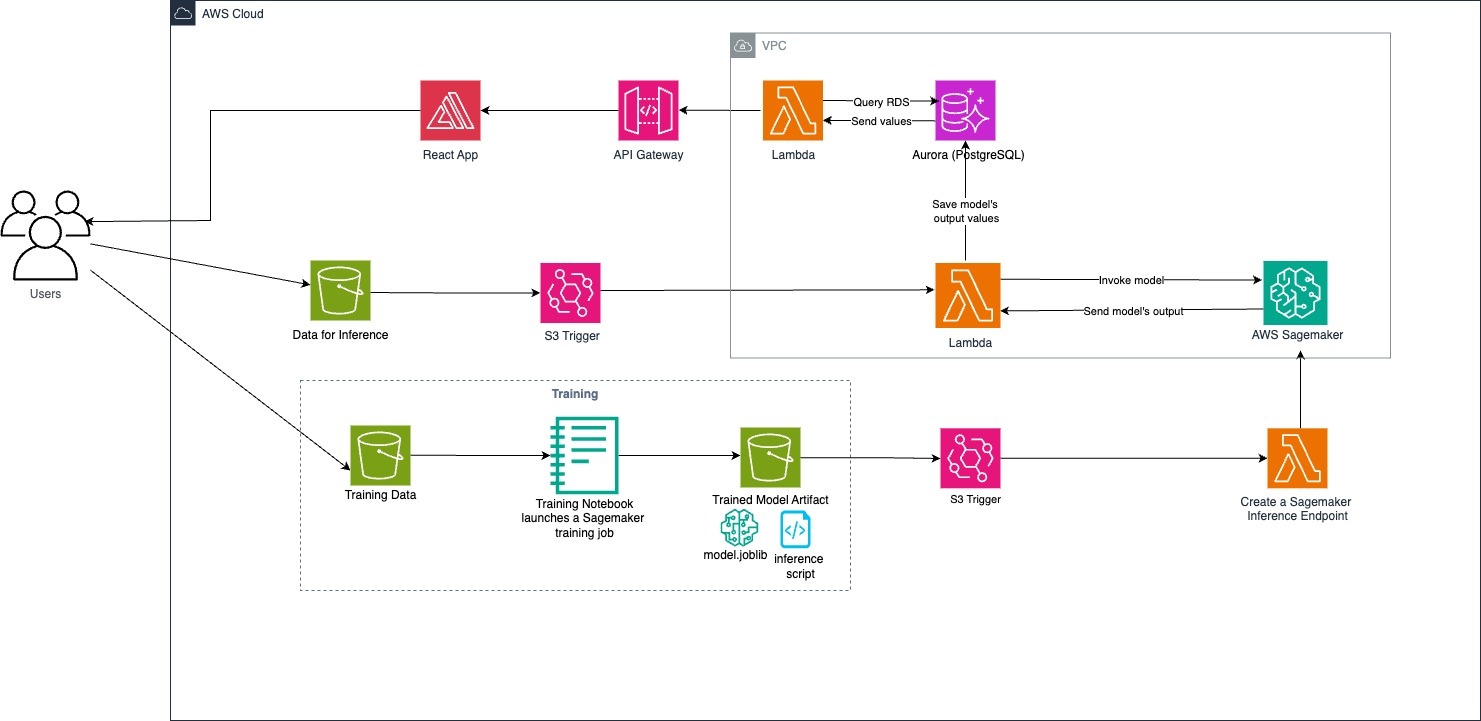 AWS Cloud
VPC
React App
API Gateway
Lambda
Query RDS
Send values
Aurora (PostgreSQL)
Save model's
output values
Users
Data for Inference
S3 Trigger
Lambda
Invoke model
Send model's output
AWS Sagemaker
Training
Training Data
Training Notebook
launches a Sagemaker
training job
Trained Model Artifact
model.joblib
inference
script
S3 Trigger
Create a Sagemaker
Inference Endpoint